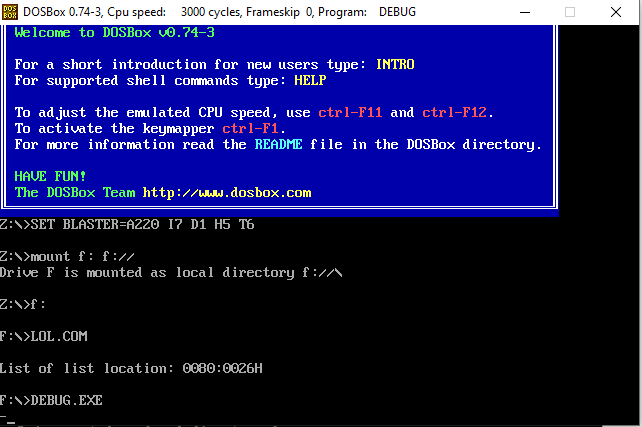 DOS
BOX
DOSBox 0.74-3, Cpu speed:    3000 cycles, Frameskip  0, Program:    DEBUG
Welcome to DOSBox v0.74-3
For a short introduction for new users type: INTRO
For supported shell commands type: HELP
To adjust the emulated CPU speed, use ctrl-F11 and ctrl-F12.
To activate the keymapper ctrl-F1.
For more information read the README file in the DOSBox directory.
HAVE FUN!
The DOSBox Team http://www.dosbox.com
Z:\>SET BLASTER=A220 I7 D1 H5 T6
Z:\>mount f: f://
Drive F is mounted as local directory f://\
Z:\>f:
F:\>LOL.COM
List of list location: 0080:0026H
F:\>DEBUG.EXE
-_